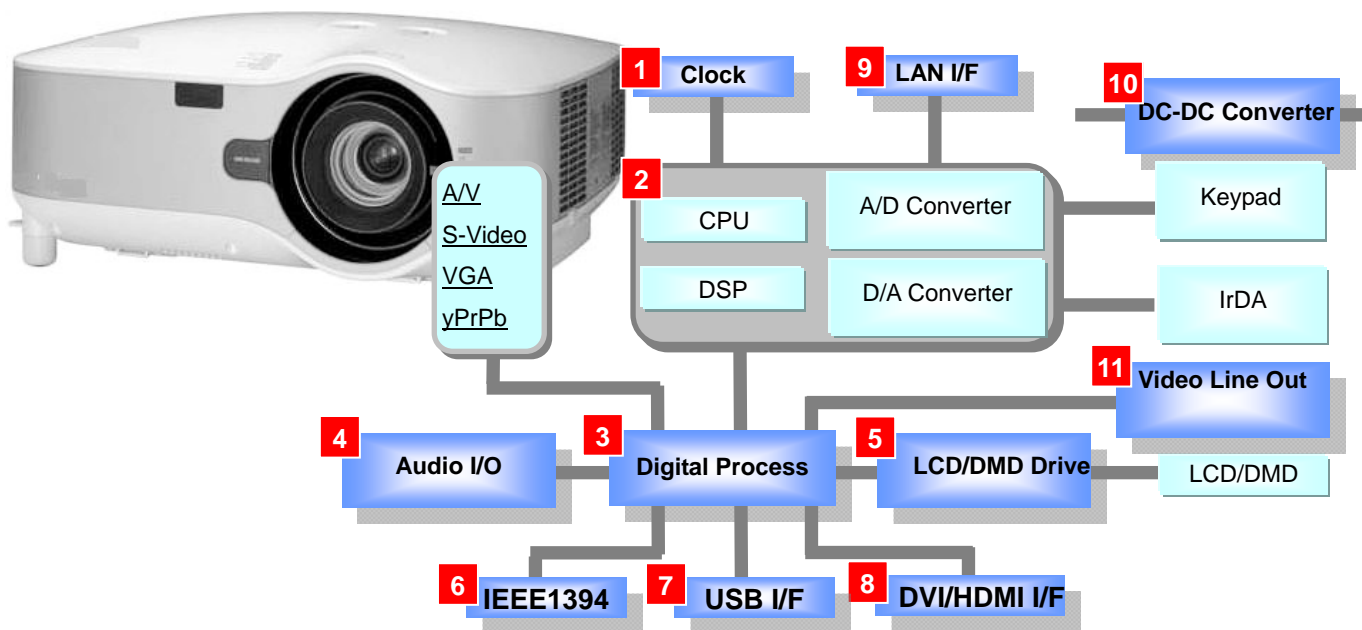 1 Clock
9 LAN I/F
10 DC-DC Converter
2
CPU
A/D Converter
DSP
D/A Converter
Keypad
IrDA
A/V
S-Video
VGA
yPrPb
11 Video Line Out
4 Audio I/O
3 Digital Process
5 LCD/DMD Drive
LCD/DMD
6 IEEE1394
7 USB I/F
8 DVI/HDMI I/F